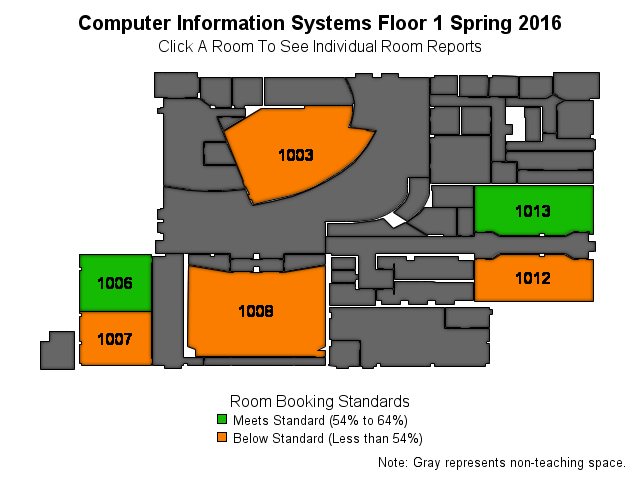 Computer Information Systems Floor 1 Spring 2016
Click A Room To See Individual Room Reports
1003
1013
1006
1012
1007
1008
Room Booking Standards
Meets Standard (54% to 64%)
Below Standard (Less than 54%)
Note: Gray represents non-teaching space.